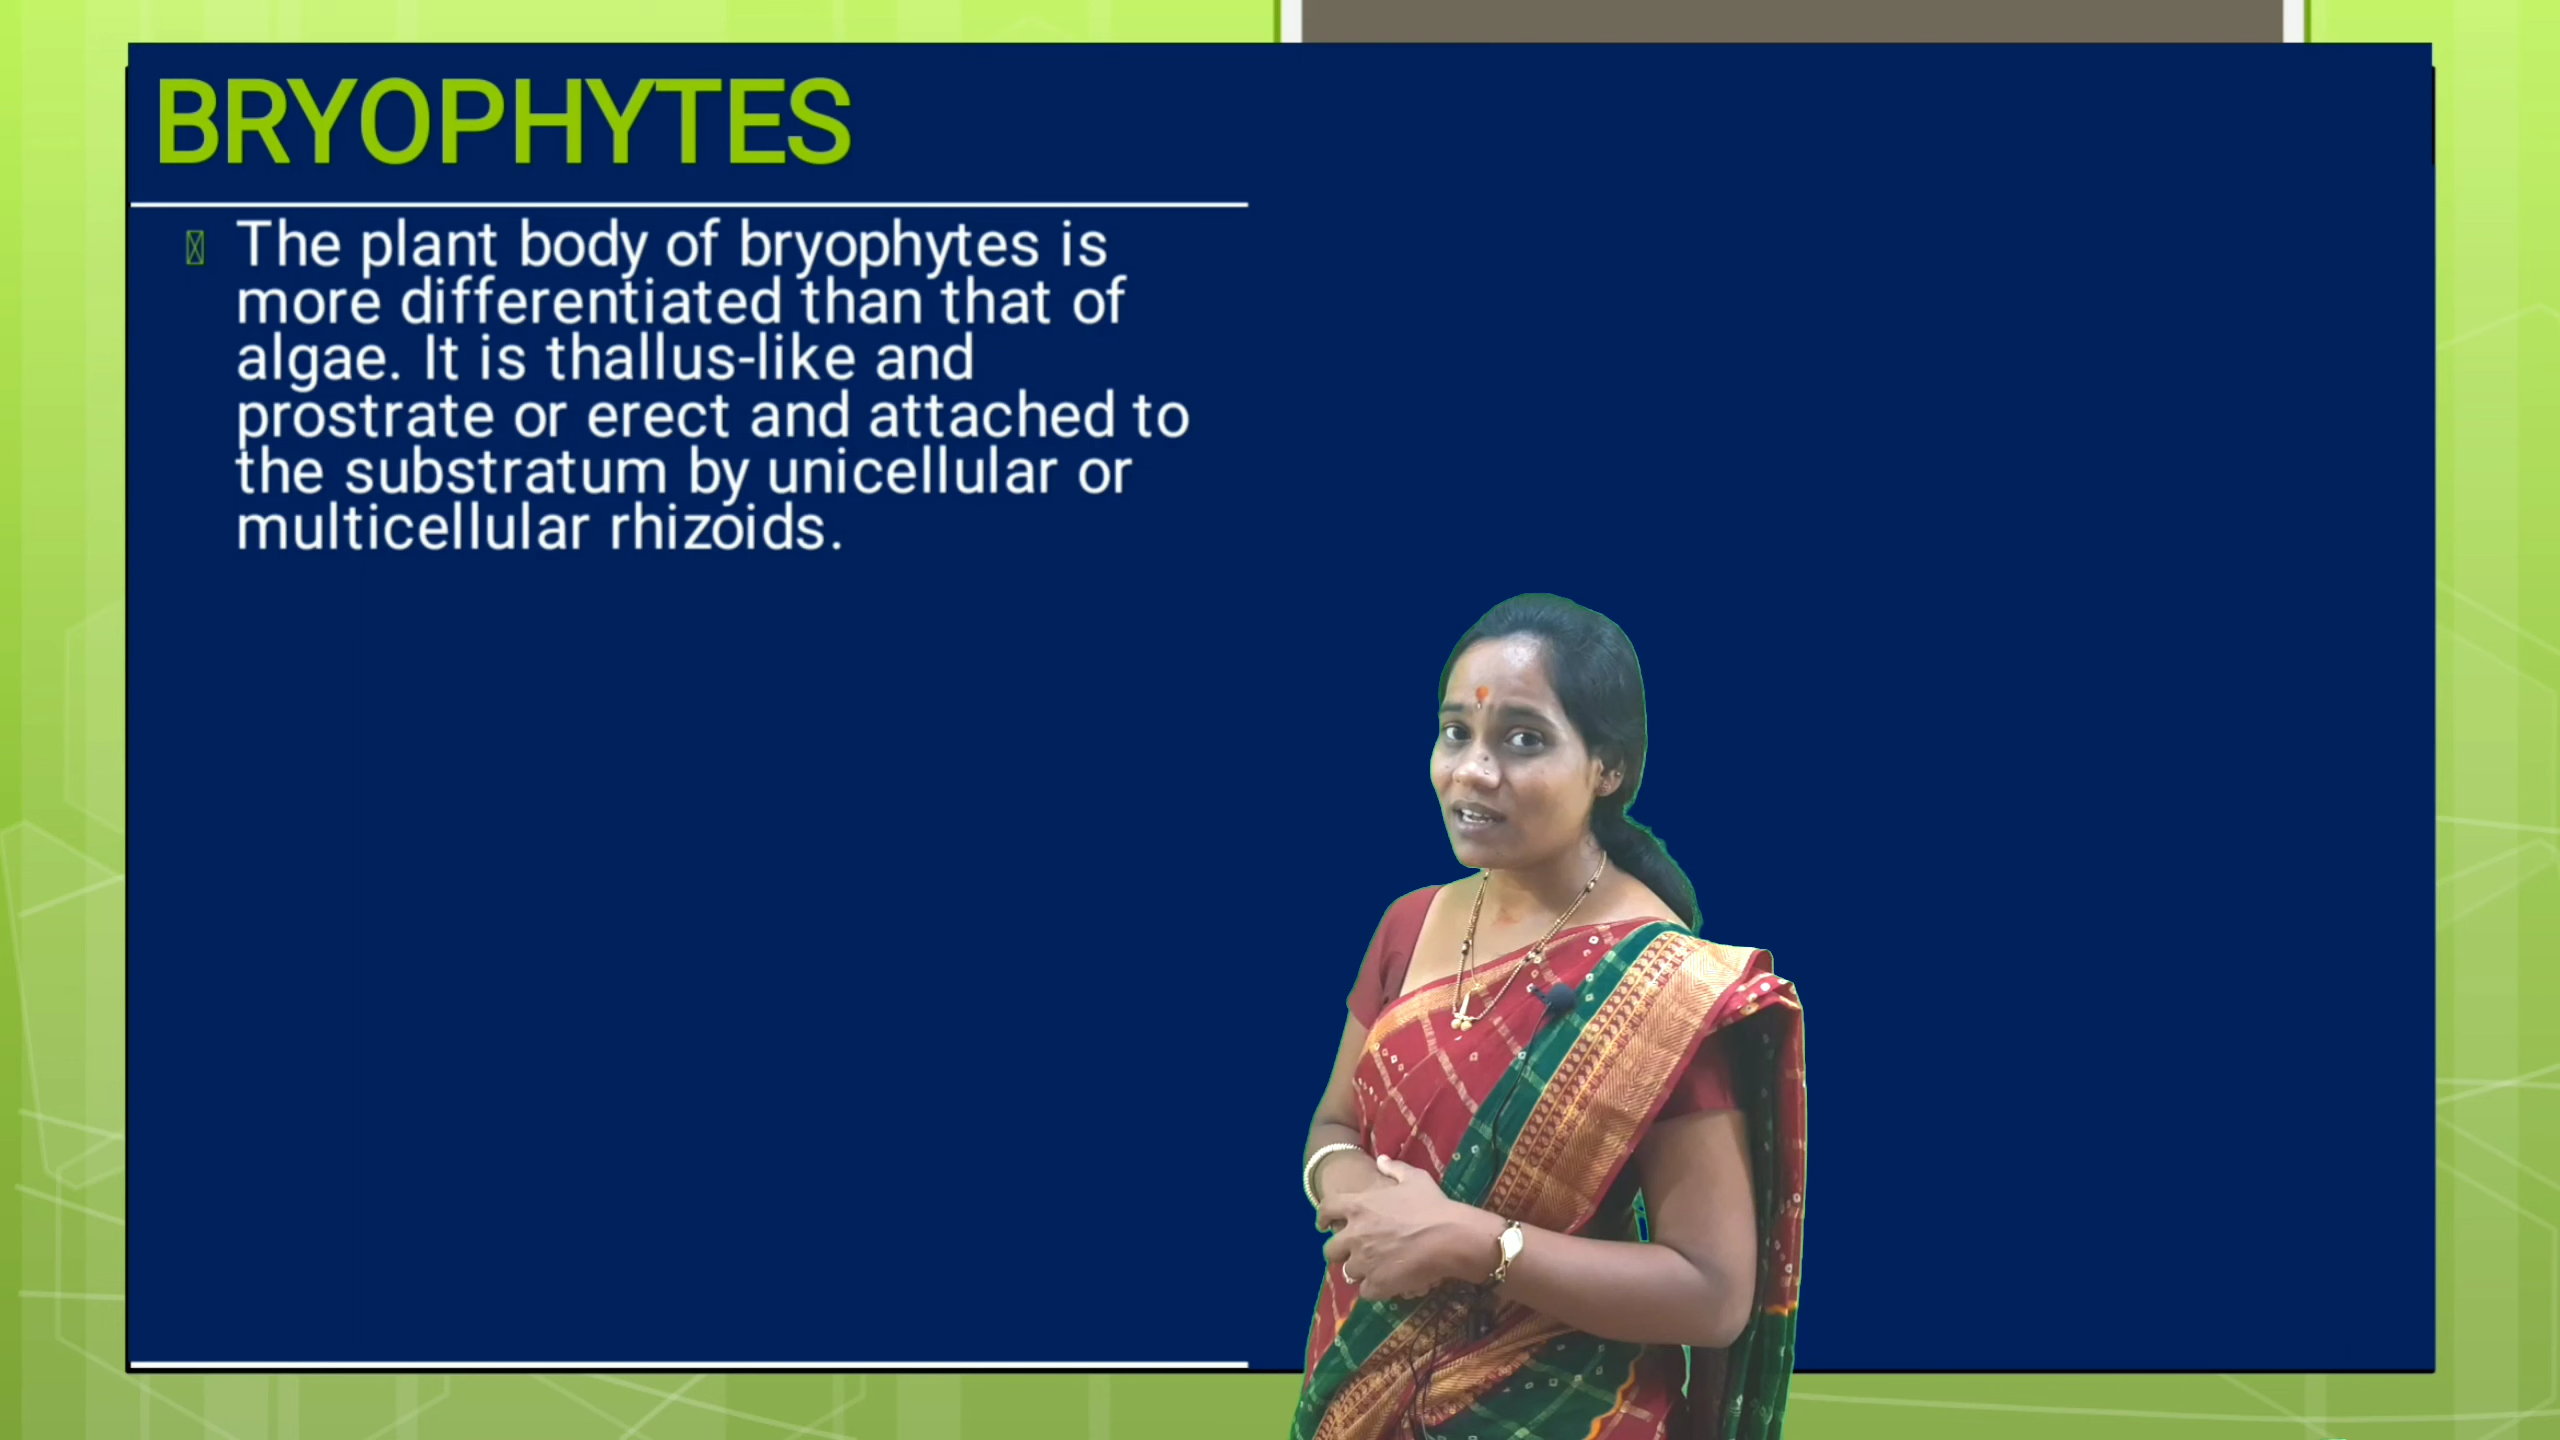 BRYOPHYTES
The plant body of bryophytes is
more differentiated than that of
algae. It is thallus-like and
prostrate or erect and attached to
the substratum by unicellular or
multicellular rhizoids.